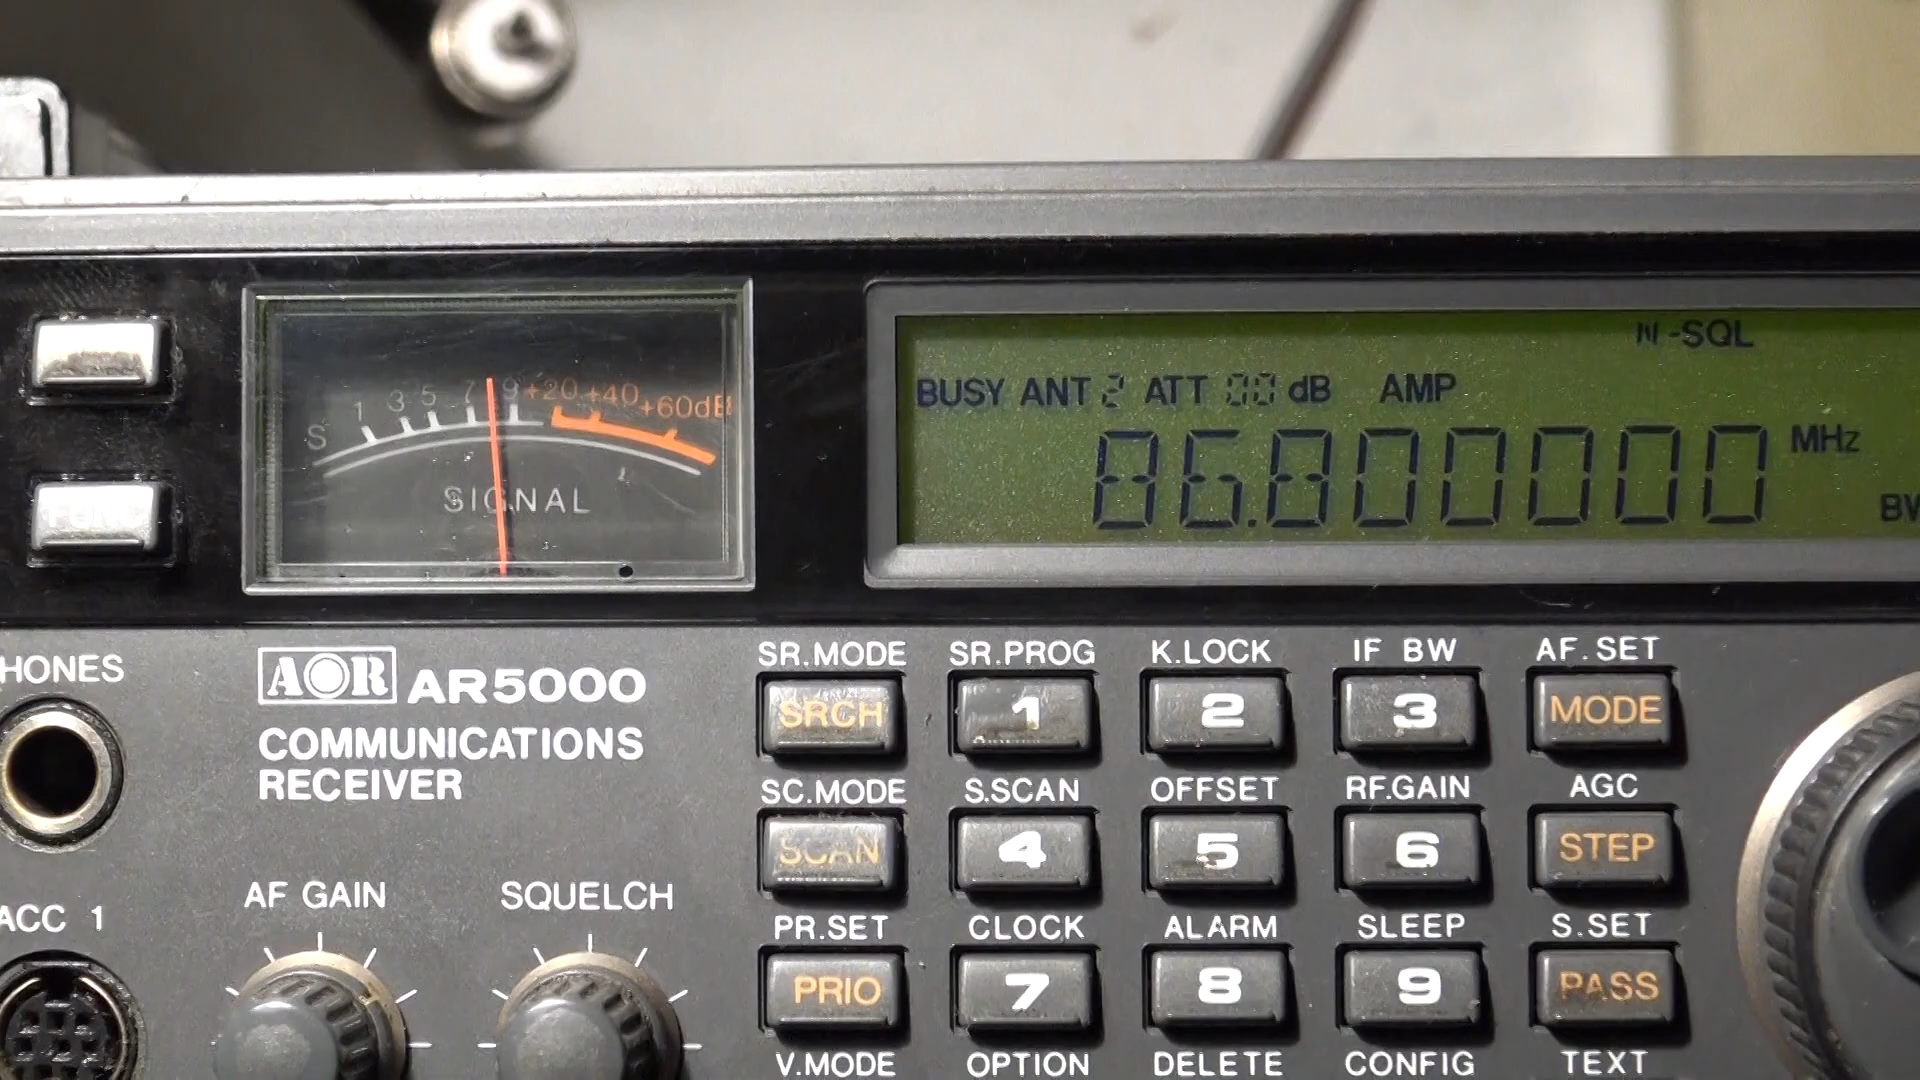 N -SQL
BUSY ANT 2 ATT 00 dB AMP
86.800000 MHz
S 1 3 5 7 9 +20 +40 +60dB
SIGNAL
FUNC
AOR AR5000
COMMUNICATIONS
RECEIVER
HONES
ACC 1
AF GAIN
SQUELCH
SR.MODE SR.PROG K.LOCK IF BW AF.SET
SRCH 1 2 3 MODE
SC.MODE S.SCAN OFFSET RF.GAIN AGC
SCAN 4 5 6 STEP
PR.SET CLOCK ALARM SLEEP S.SET
PRIO 7 8 9 PASS
V.MODE OPTION DELETE CONFIG TEXT